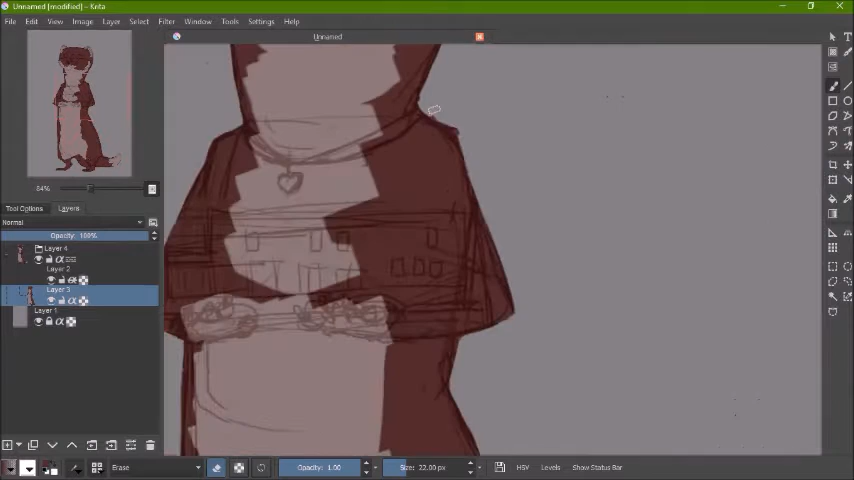 Unnamed [modified] - Krita
File Edit View Image Layer Select Filter Window Tools Settings Help
Unnamed
84%
Tool Options Layers
Normal
Opacity: 100%
Layer 4
Layer 2
Layer 3
Layer 1
Erase
Opacity: 1.00
Size: 22.00 px
HSV
Levels
Show Status Bar